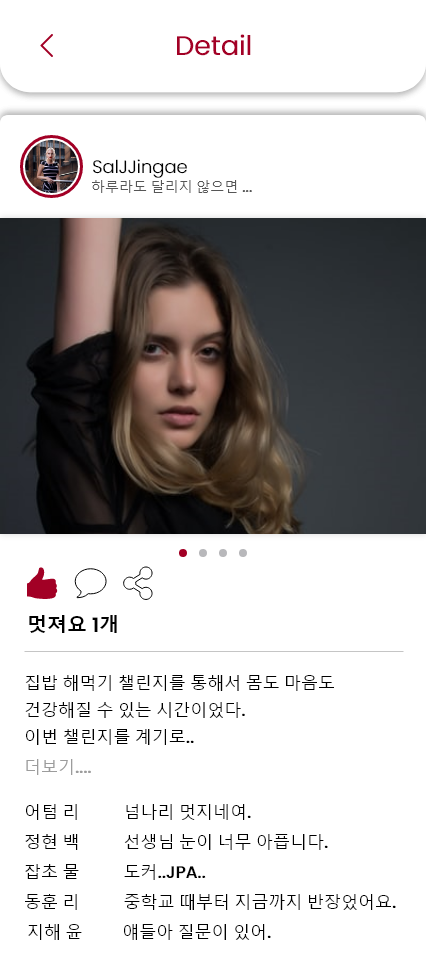 Detail
SalJJingae
하루라도 달리지 않으면 ...
멋져요 1개
집밥 해먹기 챌린지를 통해서 몸도 마음도
건강해질 수 있는 시간이었다.
이번 챌린지를 계기로..
더보기....
어텀 리 넘나리 멋지네여.
정현 백 선생님 눈이 너무 아픕니다.
잡초 물 도커..JPA..
동훈 리 중학교 때부터 지금까지 반장었어요.
지해 윤 얘들아 질문이 있어.